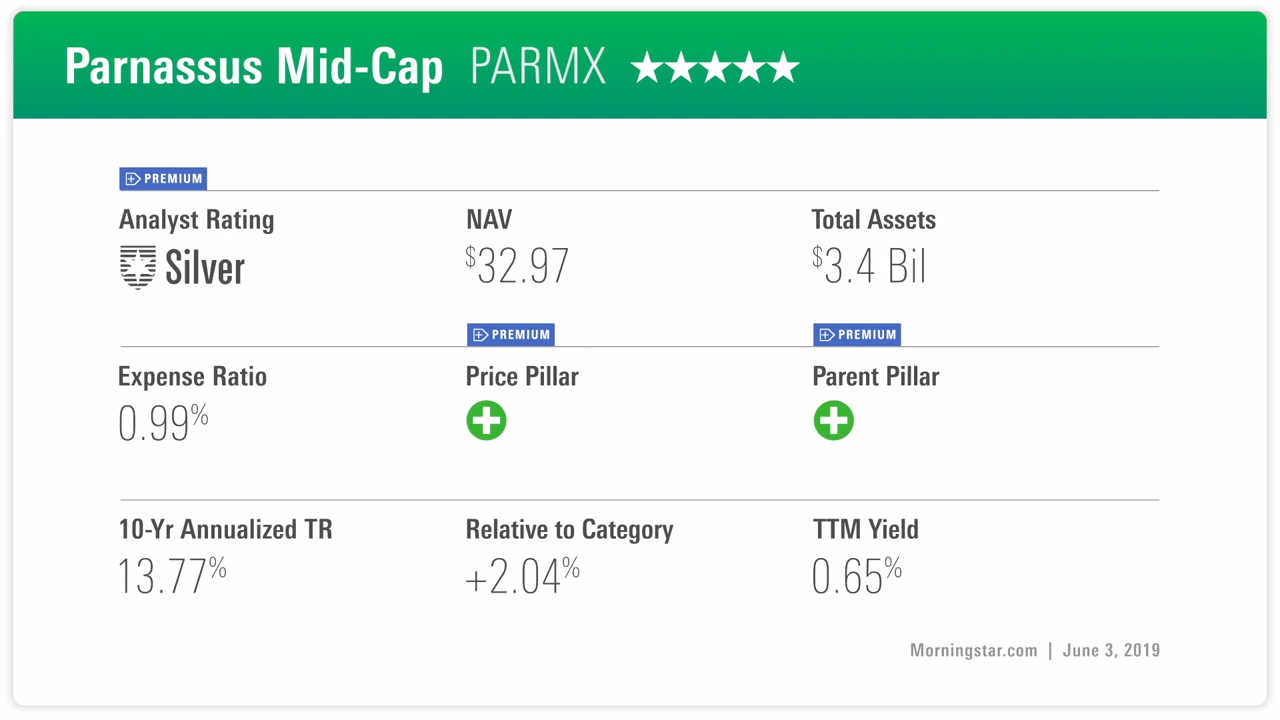 Parnassus Mid-Cap PARMX ★★★★★
PREMIUM
Analyst Rating NAV Total Assets
Silver $32.97 $3.4 Bil
PREMIUM PREMIUM
Expense Ratio Price Pillar Parent Pillar
0.99%
10-Yr Annualized TR Relative to Category TTM Yield
13.77% +2.04% 0.65%
Morningstar.com | June 3, 2019